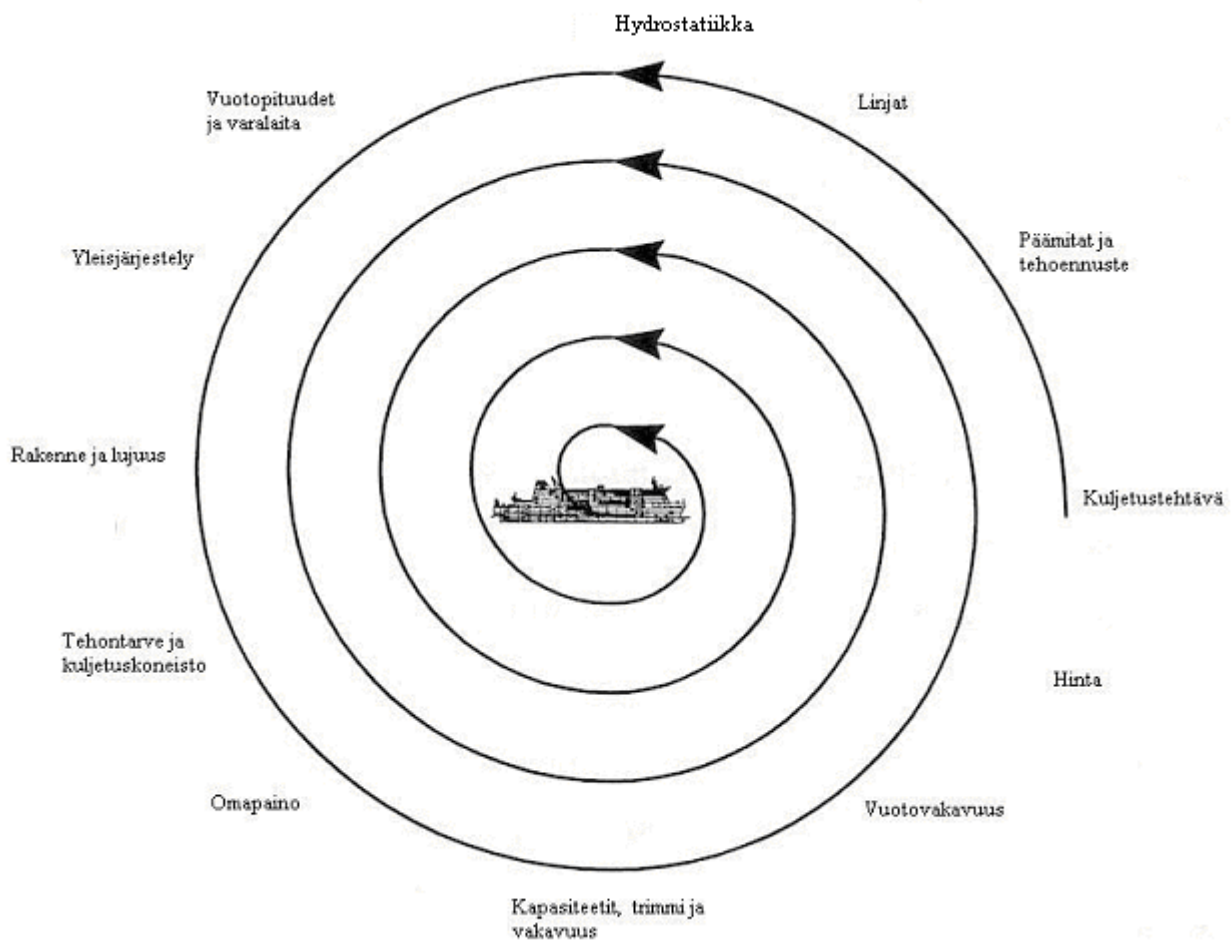 Hydrostatiikka
Vuotopituudet
ja varalaita
Linjat
Yleisjärjestely
Päämitat ja
tehoennuste
Rakenne ja lujuus
Kuljetustehtävä
Tehontarve ja
kuljetuskoneisto
Hinta
Omapaino
Vuotovakavuus
Kapasiteetit, trimmi ja
vakavuus